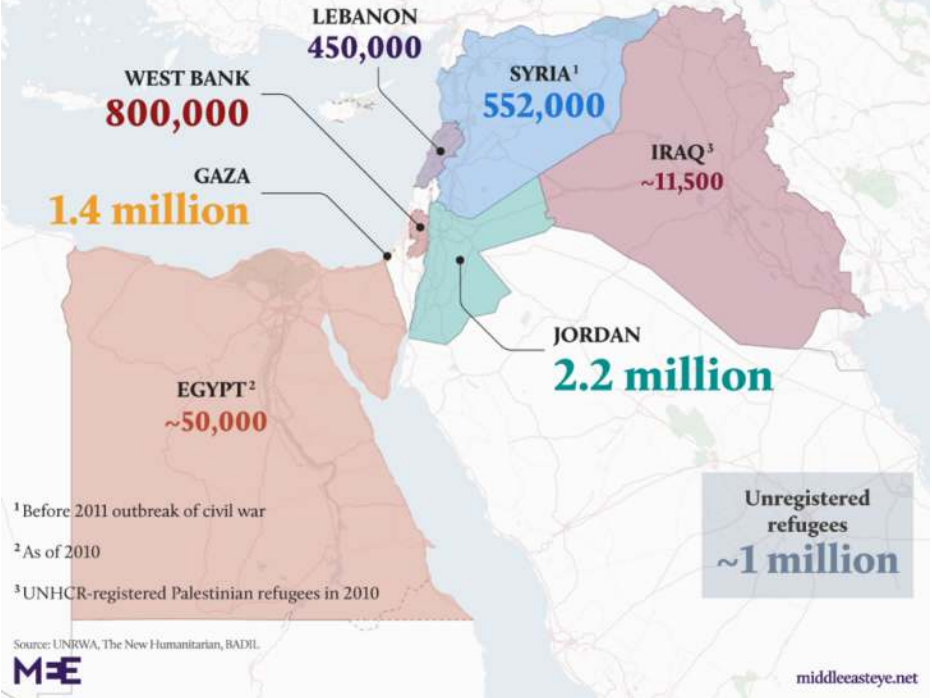 LEBANON
450,000
WEST BANK
800,000
SYRIA¹
552,000
IRAQ³
~11,500
GAZA
1.4 million
JORDAN
2.2 million
EGYPT²
~50,000
Unregistered
refugees
~1 million
¹Before 2011 outbreak of civil war
²As of 2010
³UNHCR-registered Palestinian refugees in 2010
Source: UNRWA, The New Humanitarian, BADIL
MEE
middleeasteye.net